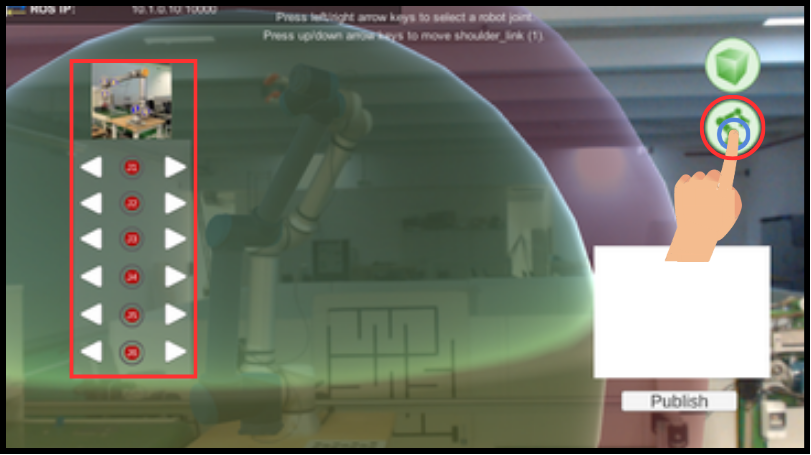 ROS IP: 10.1.0.10:10000
Press left/right arrow keys to select a robot joint.
Press up/down arrow keys to move shoulder_link (1).
J1
J2
J3
J4
J5
J6
Publish